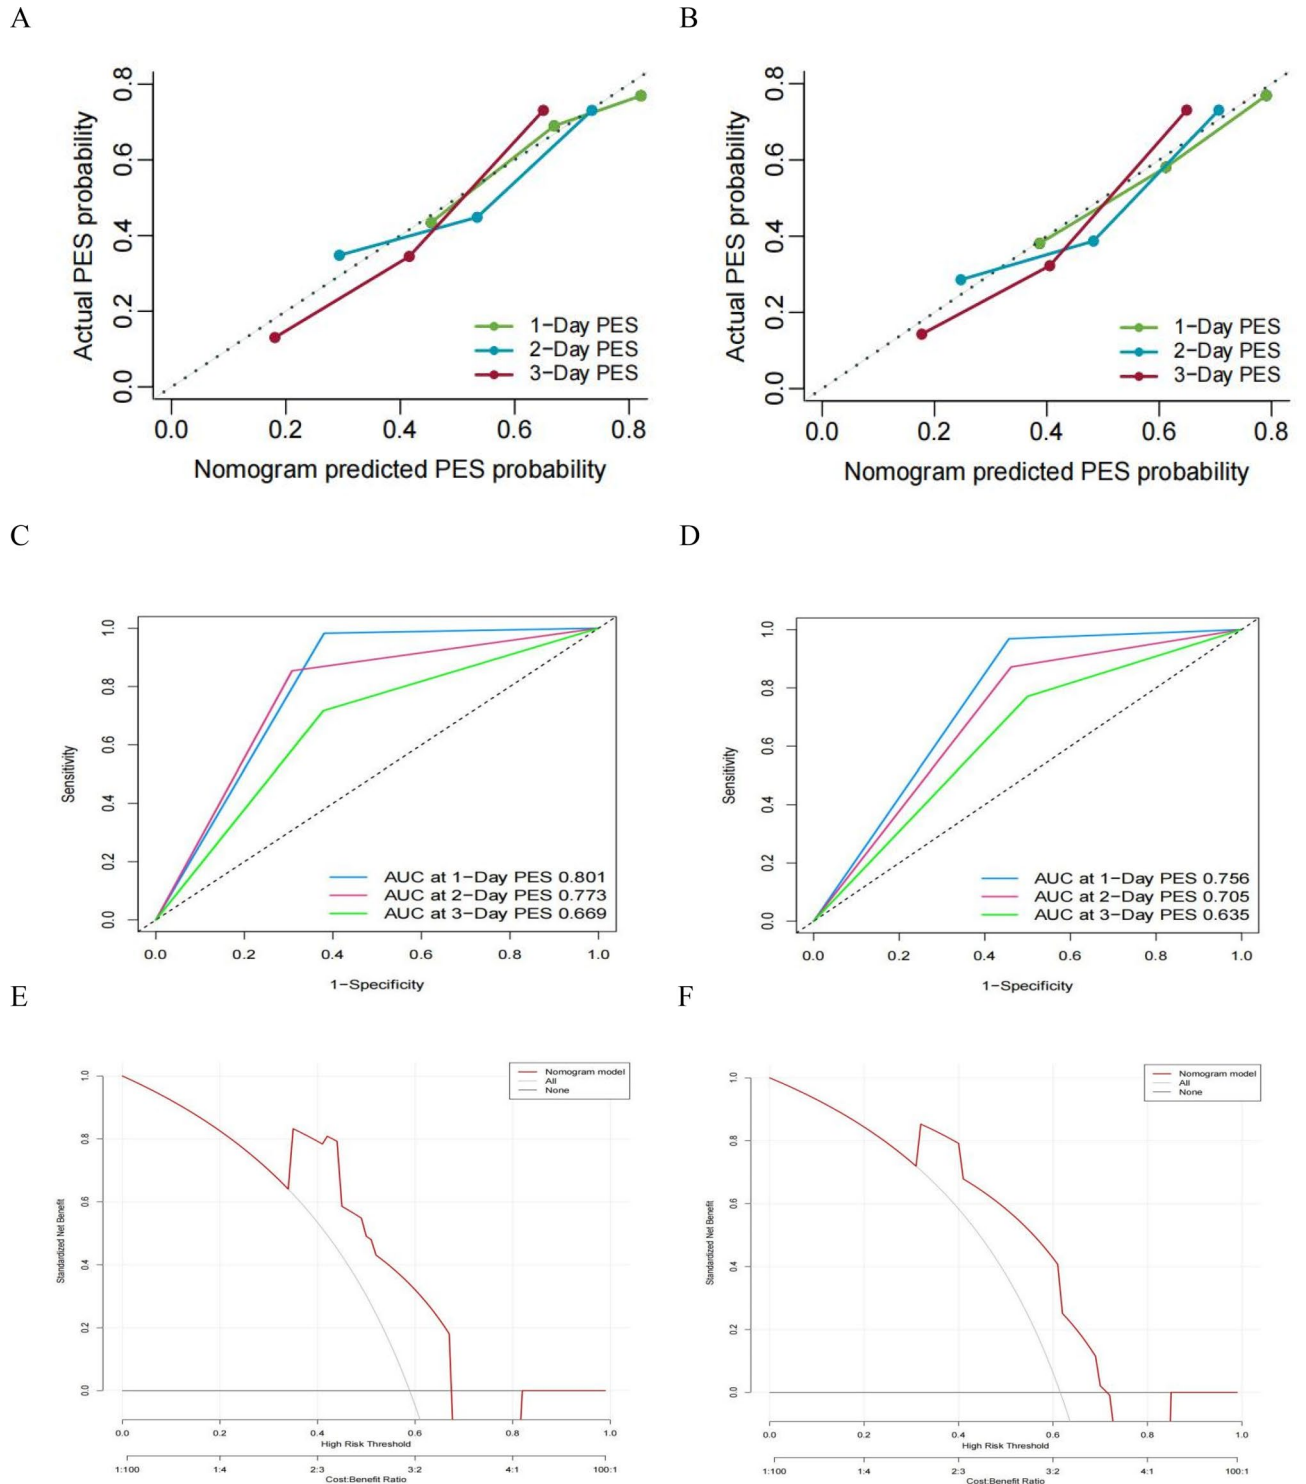 A
B
Actual PES probability
0.0 0.2 0.4 0.6 0.8
1−Day PES
2−Day PES
3−Day PES
0.0 0.2 0.4 0.6 0.8
Nomogram predicted PES probability
Actual PES probability
0.0 0.2 0.4 0.6 0.8
1−Day PES
2−Day PES
3−Day PES
0.0 0.2 0.4 0.6 0.8
Nomogram predicted PES probability
C
D
Sensitivity
0.0 0.2 0.4 0.6 0.8 1.0
AUC at 1−Day PES 0.801
AUC at 2−Day PES 0.773
AUC at 3−Day PES 0.669
0.0 0.2 0.4 0.6 0.8 1.0
1−Specificity
Sensitivity
0.0 0.2 0.4 0.6 0.8 1.0
AUC at 1−Day PES 0.756
AUC at 2−Day PES 0.705
AUC at 3−Day PES 0.635
0.0 0.2 0.4 0.6 0.8 1.0
1−Specificity
E
F
Nomogram model
All
None
Standardized Net Benefit
0.0 0.2 0.4 0.6 0.8 1.0
0.0 0.2 0.4 0.6 0.8 1.0
High Risk Threshold
1:100 1:4 2:3 3:2 4:1 100:1
Cost:Benefit Ratio
Nomogram model
All
None
Standardized Net Benefit
0.0 0.2 0.4 0.6 0.8 1.0
0.0 0.2 0.4 0.6 0.8 1.0
High Risk Threshold
1:100 1:4 2:3 3:2 4:1 100:1
Cost:Benefit Ratio